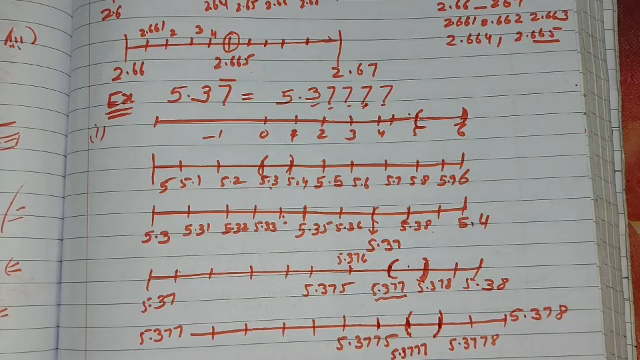 2.6
2.66 - 2.67
2.661 2.662 2.663
2.664, 2.665
2.661 2 3 4
2.66 2.665 2.67
Ex 5.37̅ = 5.37777
(i)
-1 0 1 2 3 4 5 6
5 5.1 5.2 5.3 5.4 5.5 5.6 5.7 5.8 5.9 6
5.3 5.31 5.32 5.33 5.35 5.36 5.37 5.38 5.4
5.376
5.37 5.375 5.377 5.378 5.38
5.377 5.3775 5.3777 5.3778 5.378